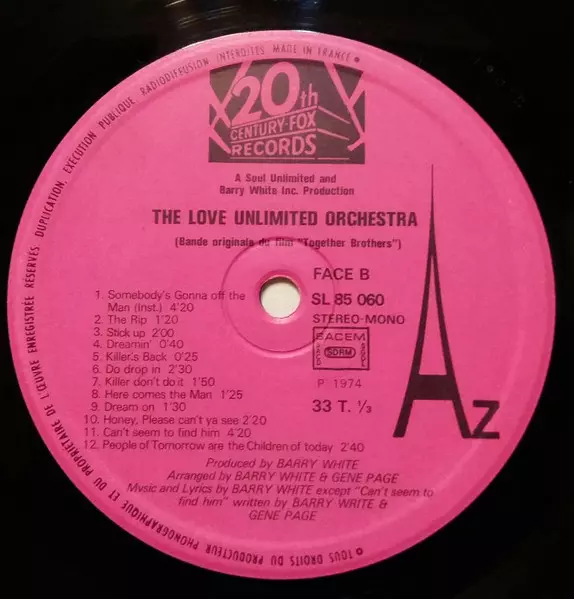 TOUS DROITS DU PRODUCTEUR PHONOGRAPHIQUE ET DU PROPRIETAIRE DE L'ŒUVRE ENREGISTRÉE RÉSERVES DUPLICATION, EXÉCUTION PUBLIQUE RADIODIFFUSION INTERDITES MADE IN FRANCE
20th
CENTURY-FOX
RECORDS
A Soul Unlimited and
Barry White Inc. Production
THE LOVE UNLIMITED ORCHESTRA
(Bande originale du film "Together Brothers")
FACE B
SL 85 060
STEREO-MONO
SACEM
SDRM
P 1974
33 T. ⅓
AZ
1. Somebody's Gonna off the
Man (Inst.) 4'20
2. The Rip 1'20
3. Stick up 2'00
4. Dreamin' 0'40
5. Killer's Back 0'25
6. Do drop in 2'30
7. Killer don't do it 1'50
8. Here comes the Man 1'25
9. Dream on 1'30
10. Honey, Please can't ya see 2'20
11. Can't seem to find him 4'20
12. People of Tomorrow are the Children of today 2'40
Produced by BARRY WHITE
Arranged by BARRY WHITE & GENE PAGE
Music and Lyrics by BARRY WHITE except "Can't seem to
find him" written by BARRY WRITE &
GENE PAGE